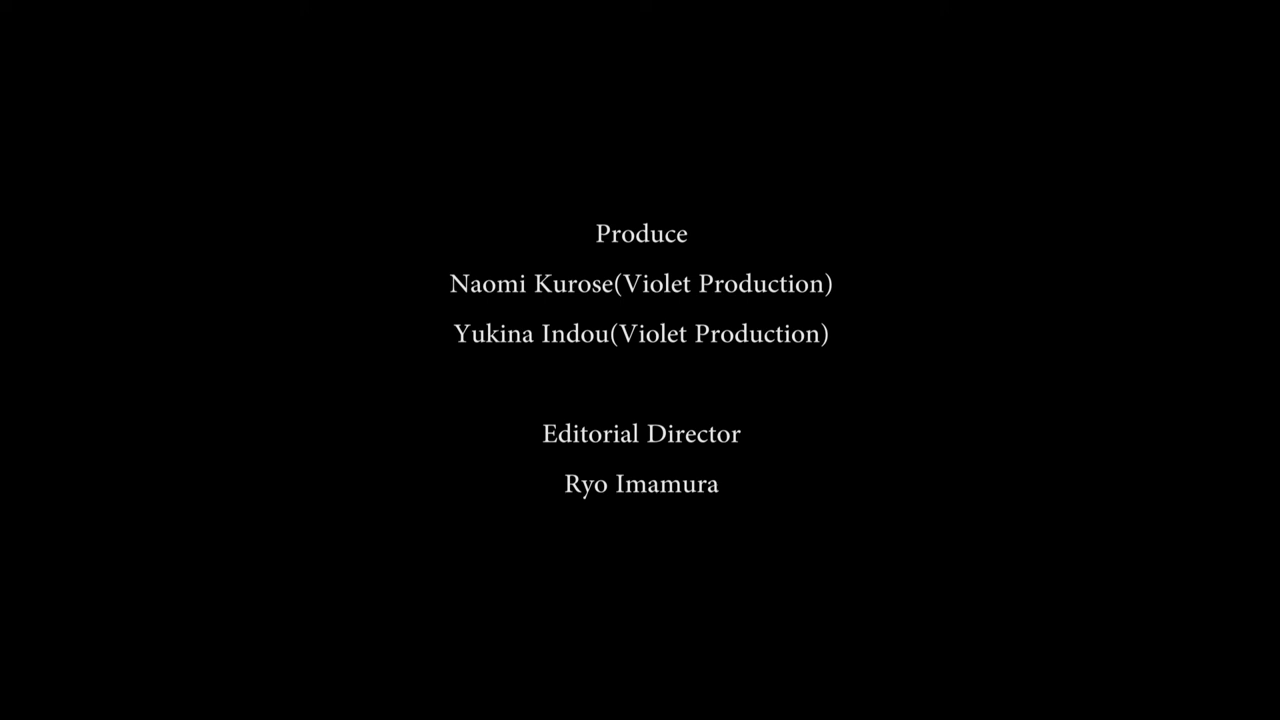 Produce
Naomi Kurose(Violet Production)
Yukina Indou(Violet Production)
Editorial Director
Ryo Imamura